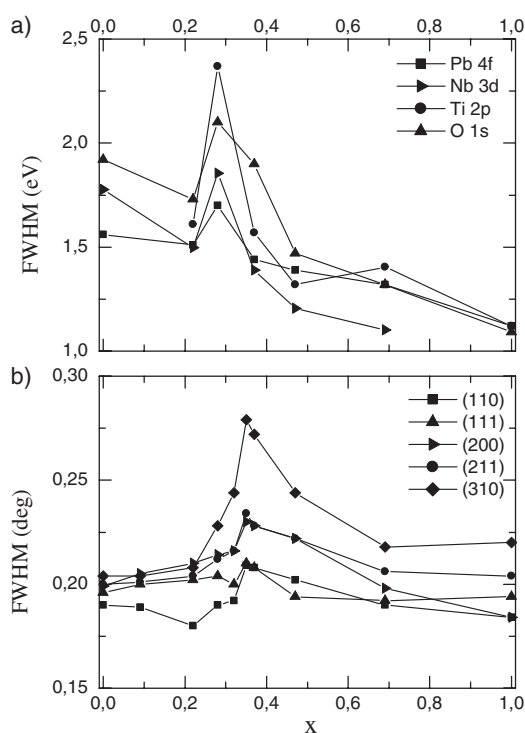 a)
0,0 0,2 0,4 0,6 0,8 1,0
2,5
2,0
1,5
1,0
FWHM (eV)
Pb 4f
Nb 3d
Ti 2p
O 1s
b)
0,30
0,25
0,20
0,15
FWHM (deg)
(110)
(111)
(200)
(211)
(310)
0,0 0,2 0,4 0,6 0,8 1,0
x